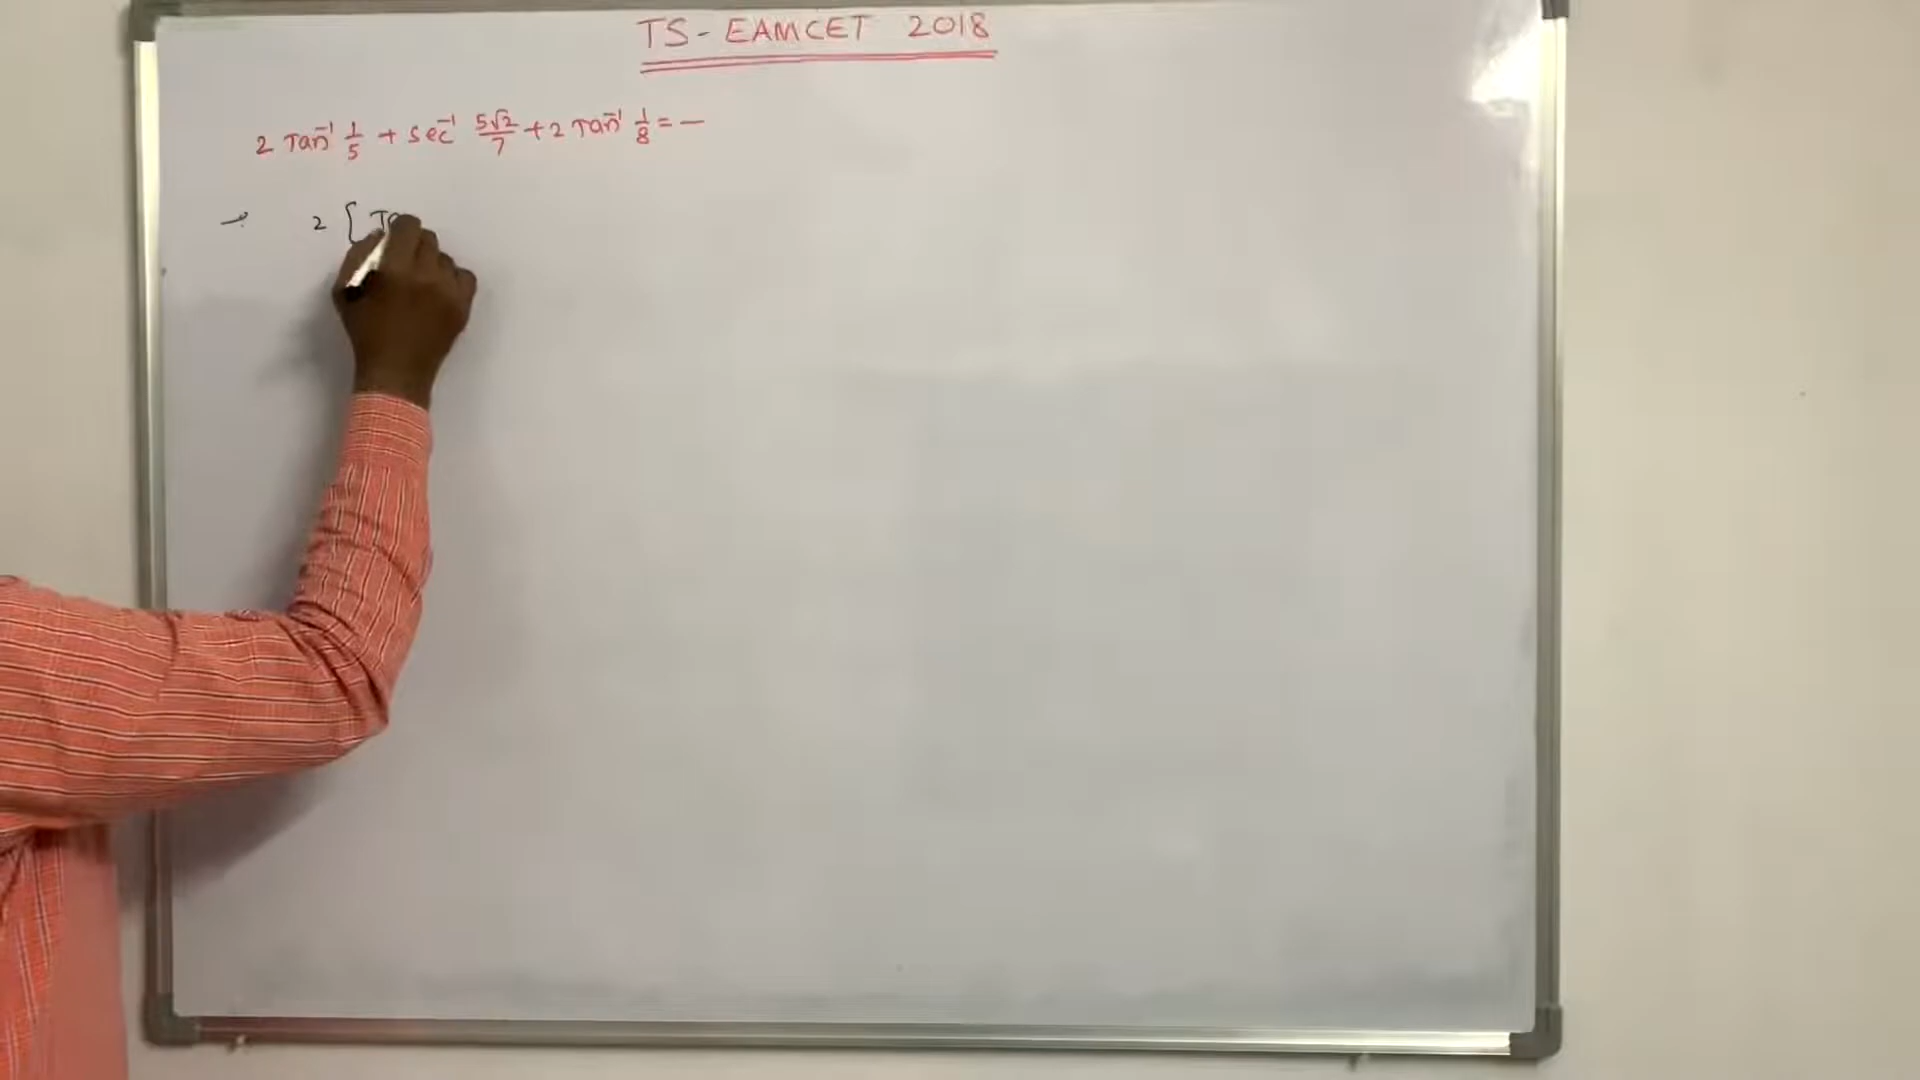 TS - EAMCET 2018
2 Tan⁻¹ 1/5 + sec⁻¹ 5√2/7 + 2 Tan⁻¹ 1/8 = —
→ 2 [